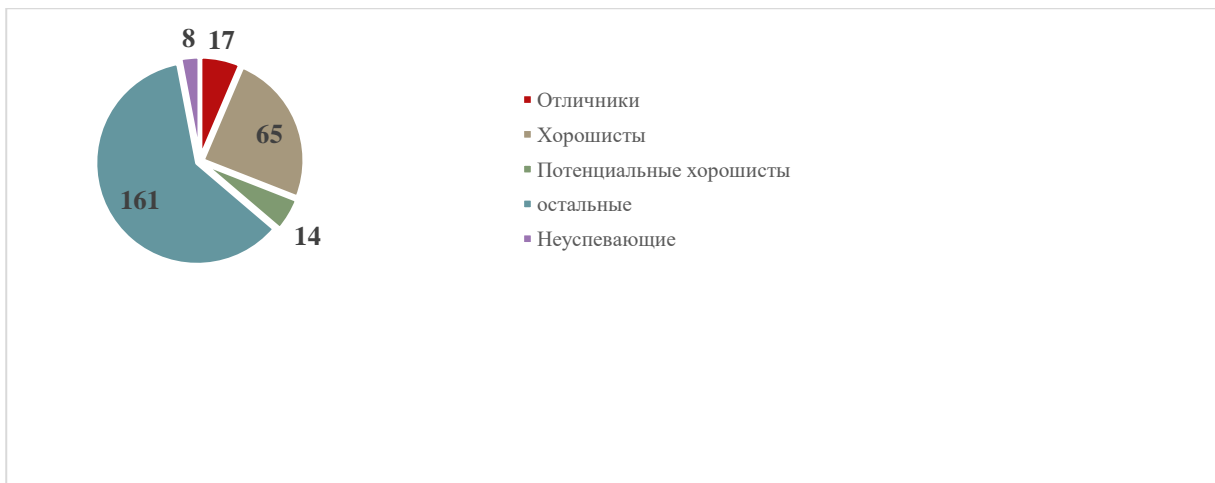 8 17
65
161
14
Отличники
Хорошисты
Потенциальные хорошисты
остальные
Неуспевающие